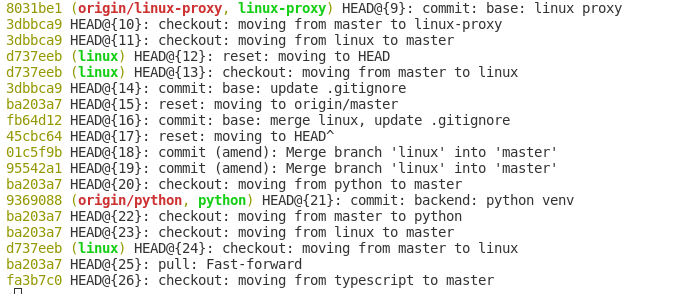 8031be1 (origin/linux-proxy, linux-proxy) HEAD@{9}: commit: base: linux proxy
3dbbca9 HEAD@{10}: checkout: moving from master to linux-proxy
3dbbca9 HEAD@{11}: checkout: moving from linux to master
d737eeb (linux) HEAD@{12}: reset: moving to HEAD
d737eeb (linux) HEAD@{13}: checkout: moving from master to linux
3dbbca9 HEAD@{14}: commit: base: update .gitignore
ba203a7 HEAD@{15}: reset: moving to origin/master
fb64d12 HEAD@{16}: commit: base: merge linux, update .gitignore
45cbc64 HEAD@{17}: reset: moving to HEAD^
01c5f9b HEAD@{18}: commit (amend): Merge branch 'linux' into 'master'
95542a1 HEAD@{19}: commit (amend): Merge branch 'linux' into 'master'
ba203a7 HEAD@{20}: checkout: moving from python to master
9369088 (origin/python, python) HEAD@{21}: commit: backend: python venv
ba203a7 HEAD@{22}: checkout: moving from master to python
ba203a7 HEAD@{23}: checkout: moving from linux to master
d737eeb (linux) HEAD@{24}: checkout: moving from master to linux
ba203a7 HEAD@{25}: pull: Fast-forward
fa3b7c0 HEAD@{26}: checkout: moving from typescript to master